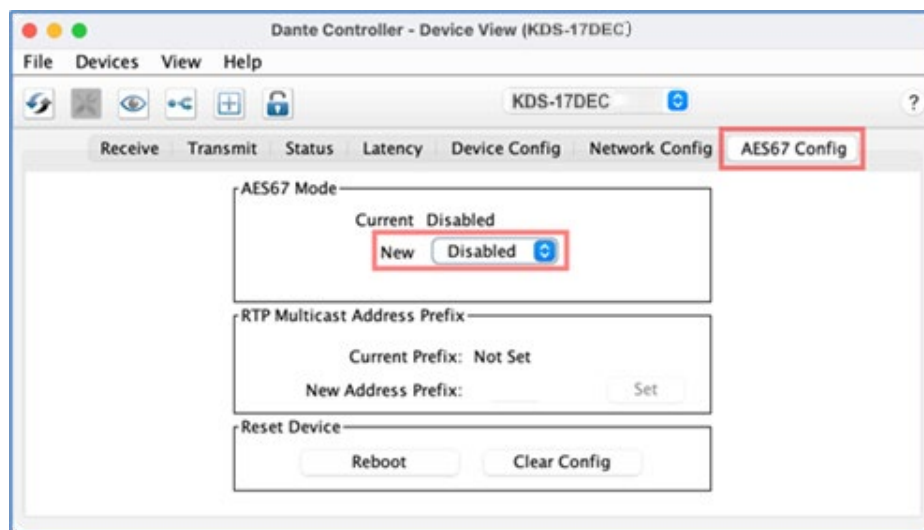 Dante Controller - Device View (KDS-17DEC)
File Devices View Help
KDS-17DEC
?
Receive Transmit Status Latency Device Config Network Config AES67 Config
AES67 Mode
Current Disabled
New Disabled
RTP Multicast Address Prefix
Current Prefix: Not Set
New Address Prefix: Set
Reset Device
Reboot Clear Config